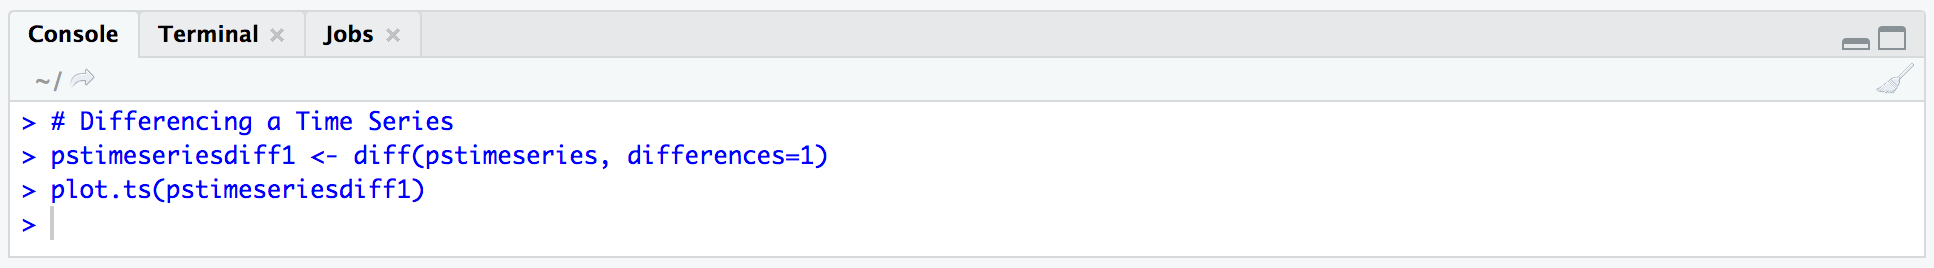 Console Terminal × Jobs ×
~/
> # Differencing a Time Series
> pstimeseriesdiff1 <- diff(pstimeseries, differences=1)
> plot.ts(pstimeseriesdiff1)
>